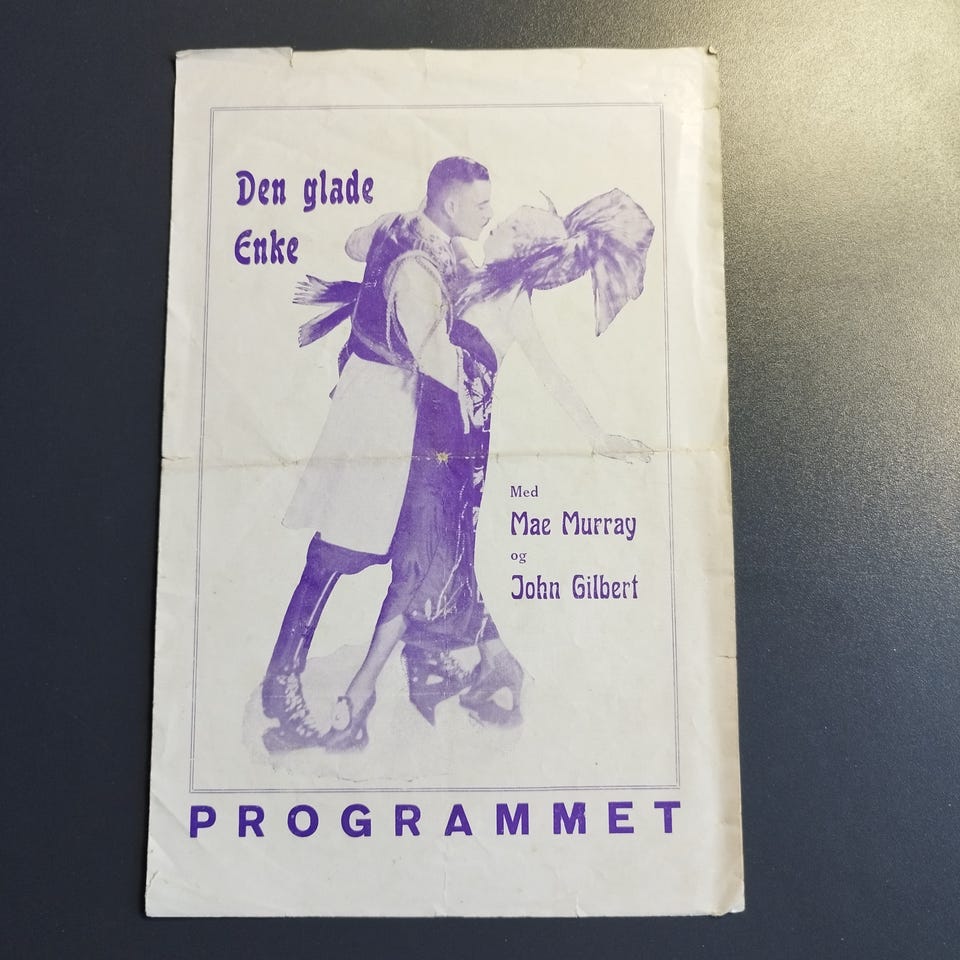 Den glade
Enke
Med
Mae Murray
og
John Gilbert
PROGRAMMET